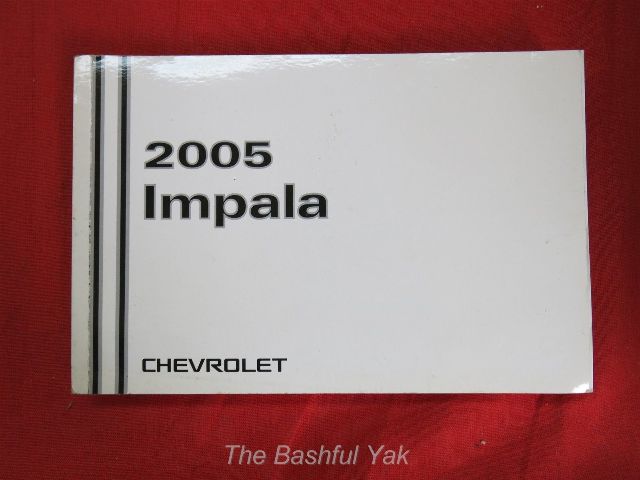 2005
Impala
CHEVROLET
The Bashful Yak